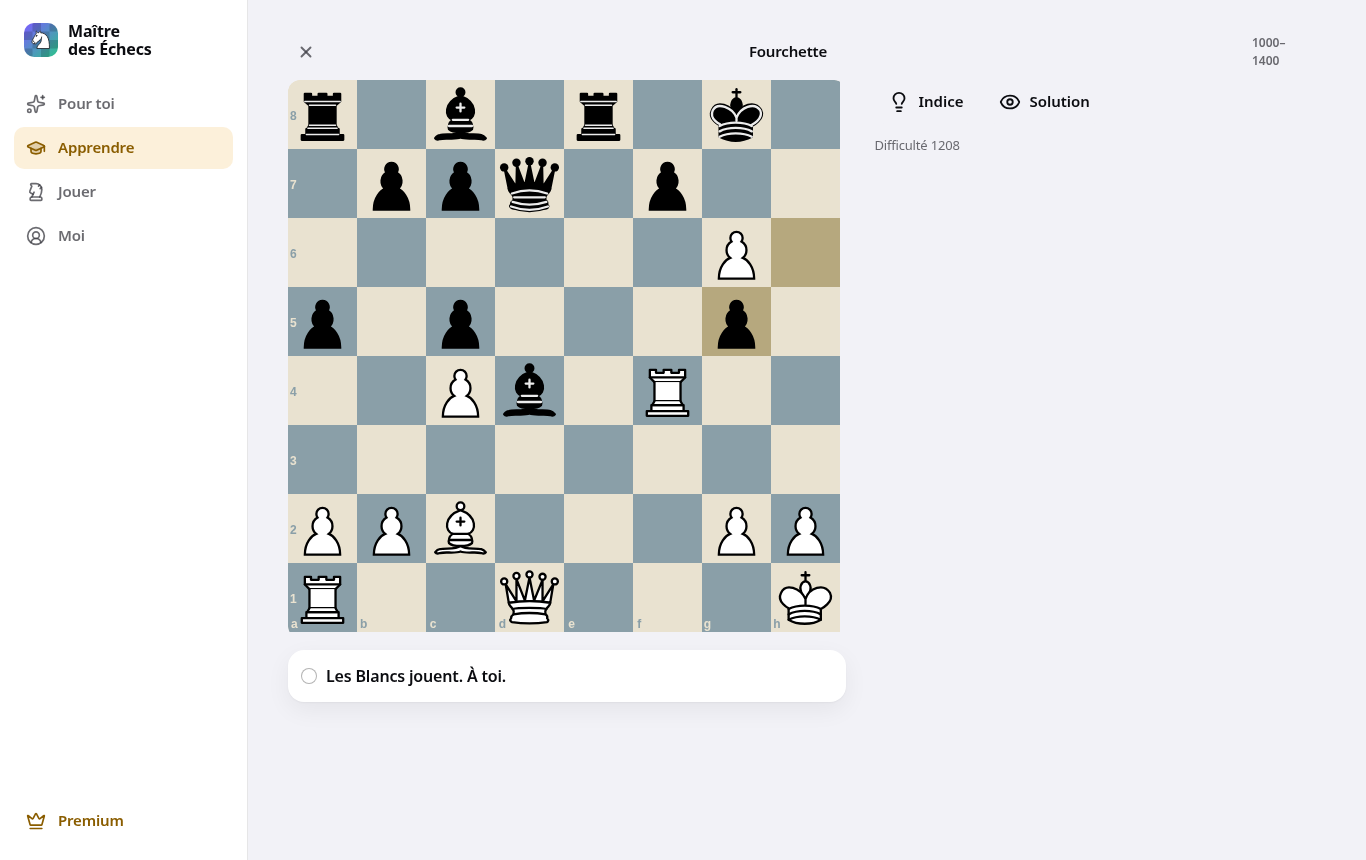 Maître
des Échecs
Pour toi
Apprendre
Jouer
Moi
Premium
Fourchette
1000–
1400
8
7
6
5
4
3
2
1
a
b
c
d
e
f
g
h
Indice
Solution
Difficulté 1208
Les Blancs jouent. À toi.